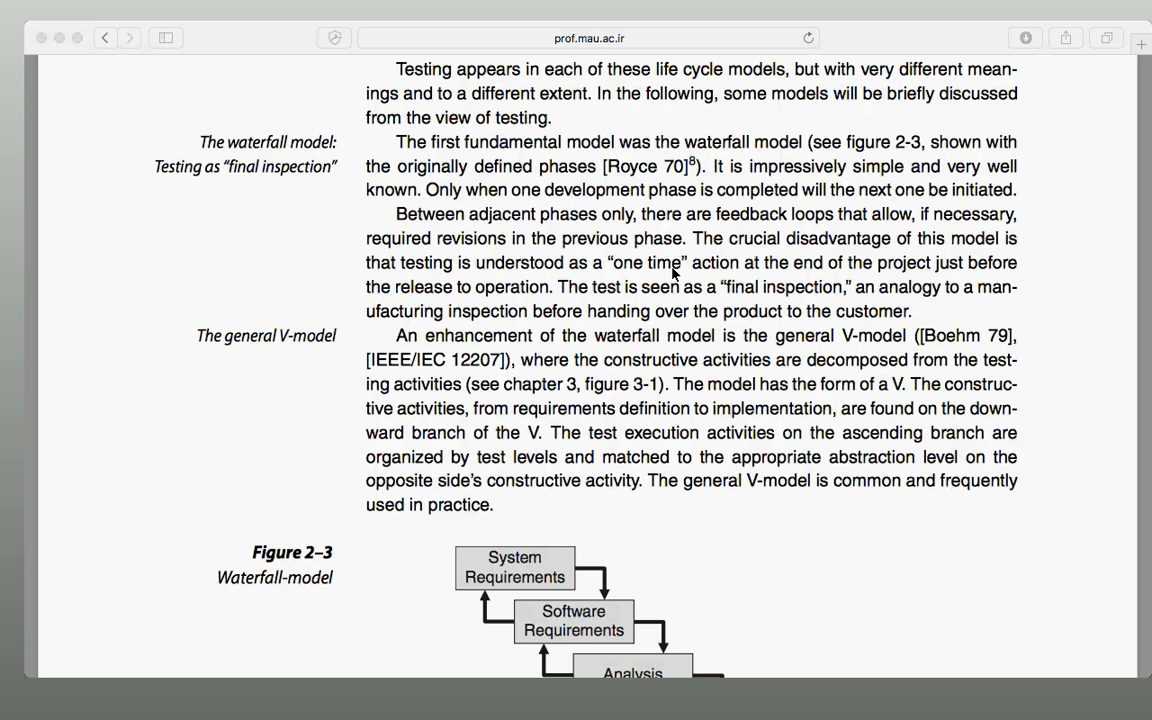 prof.mau.ac.ir
Testing appears in each of these life cycle models, but with very different mean-
ings and to a different extent. In the following, some models will be briefly discussed
from the view of testing.
The waterfall model:
Testing as “final inspection”
The first fundamental model was the waterfall model (see figure 2-3, shown with
the originally defined phases [Royce 70]8). It is impressively simple and very well
known. Only when one development phase is completed will the next one be initiated.
Between adjacent phases only, there are feedback loops that allow, if necessary,
required revisions in the previous phase. The crucial disadvantage of this model is
that testing is understood as a “one time” action at the end of the project just before
the release to operation. The test is seen as a “final inspection,” an analogy to a man-
ufacturing inspection before handing over the product to the customer.
The general V-model
An enhancement of the waterfall model is the general V-model ([Boehm 79],
[IEEE/IEC 12207]), where the constructive activities are decomposed from the test-
ing activities (see chapter 3, figure 3-1). The model has the form of a V. The construc-
tive activities, from requirements definition to implementation, are found on the down-
ward branch of the V. The test execution activities on the ascending branch are
organized by test levels and matched to the appropriate abstraction level on the
opposite side’s constructive activity. The general V-model is common and frequently
used in practice.
Figure 2–3
Waterfall-model
System
Requirements
Software
Requirements
Analysis